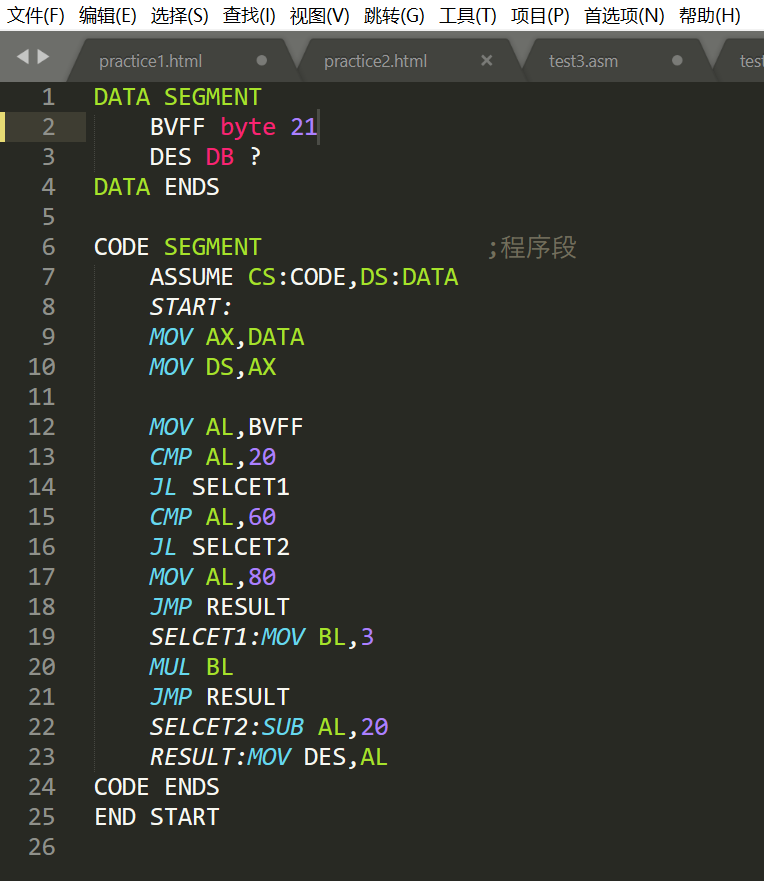 文件(F) 编辑(E) 选择(S) 查找(I) 视图(V) 跳转(G) 工具(T) 项目(P) 首选项(N) 帮助(H)
practice1.html practice2.html test3.asm tes
1 DATA SEGMENT
2 BVFF byte 21
3 DES DB ?
4 DATA ENDS
5
6 CODE SEGMENT ;程序段
7 ASSUME CS:CODE,DS:DATA
8 START:
9 MOV AX,DATA
10 MOV DS,AX
11
12 MOV AL,BVFF
13 CMP AL,20
14 JL SELCET1
15 CMP AL,60
16 JL SELCET2
17 MOV AL,80
18 JMP RESULT
19 SELCET1:MOV BL,3
20 MUL BL
21 JMP RESULT
22 SELCET2:SUB AL,20
23 RESULT:MOV DES,AL
24 CODE ENDS
25 END START
26